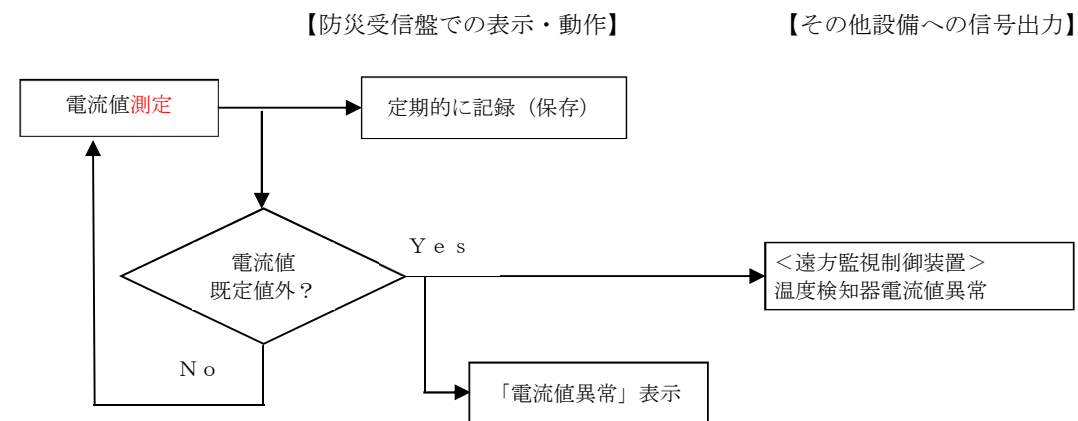 【防災受信盤での表示・動作】
【その他設備への信号出力】
電流値測定
定期的に記録（保存）
電流値
既定値外？
Ｙｅｓ
＜遠方監視制御装置＞
温度検知器電流値異常
Ｎｏ
「電流値異常」表示